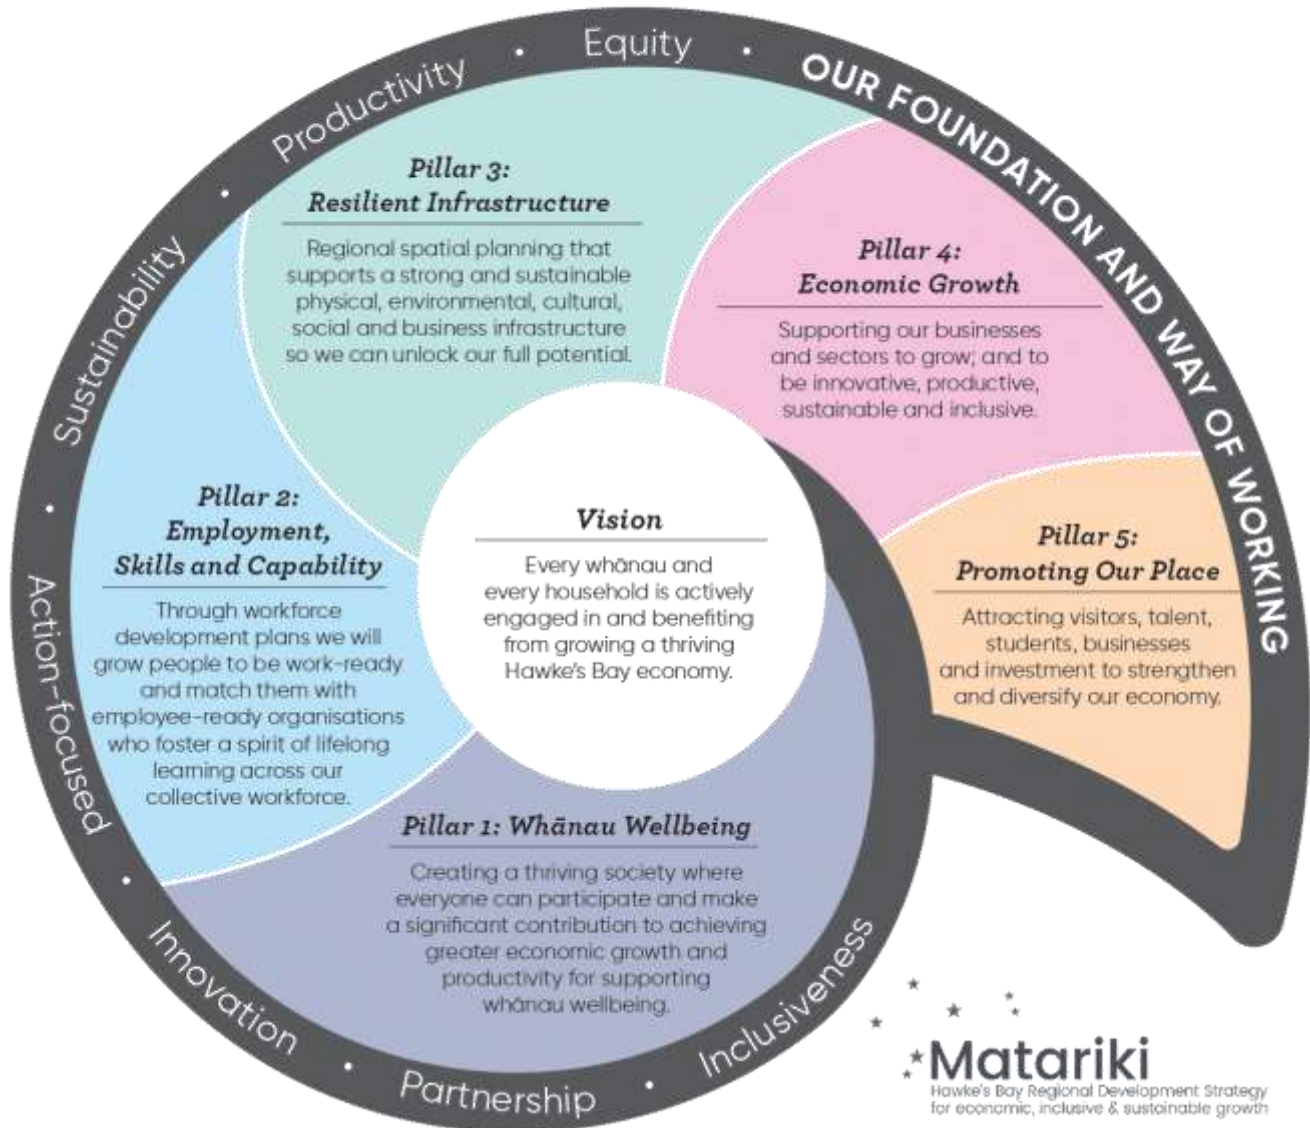 OUR FOUNDATION AND WAY OF WORKING
Equity
Productivity
Sustainability
Action-focused
Innovation
Partnership
Inclusiveness
Vision
Every whānau and
every household is actively
engaged in and benefiting
from growing a thriving
Hawke's Bay economy.
Pillar 1: Whānau Wellbeing
Creating a thriving society where
everyone can participate and make
a significant contribution to achieving
greater economic growth and
productivity for supporting
whānau wellbeing.
Pillar 2:
Employment,
Skills and Capability
Through workforce
development plans we will
grow people to be work-ready
and match them with
employee-ready organisations
who foster a spirit of lifelong
learning across our
collective workforce.
Pillar 3:
Resilient Infrastructure
Regional spatial planning that
supports a strong and sustainable
physical, environmental, cultural,
social and business infrastructure
so we can unlock our full potential.
Pillar 4:
Economic Growth
Supporting our businesses
and sectors to grow; and to
be innovative, productive,
sustainable and inclusive.
Pillar 5:
Promoting Our Place
Attracting visitors, talent,
students, businesses
and investment to strengthen
and diversify our economy.
Matariki
Hawke's Bay Regional Development Strategy
for economic, inclusive & sustainable growth